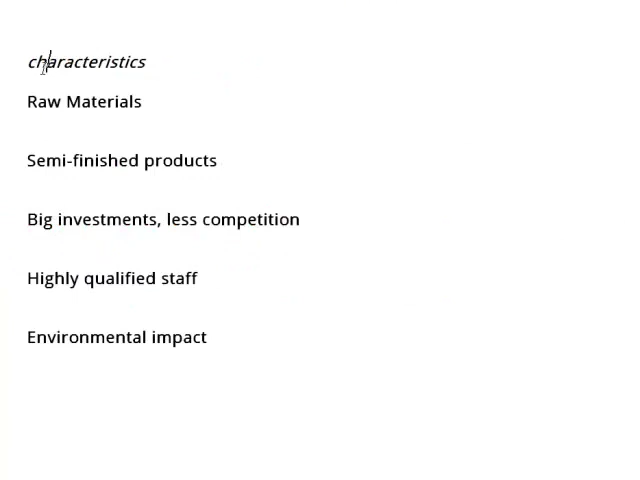 characteristics
Raw Materials
Semi-finished products
Big investments, less competition
Highly qualified staff
Environmental impact